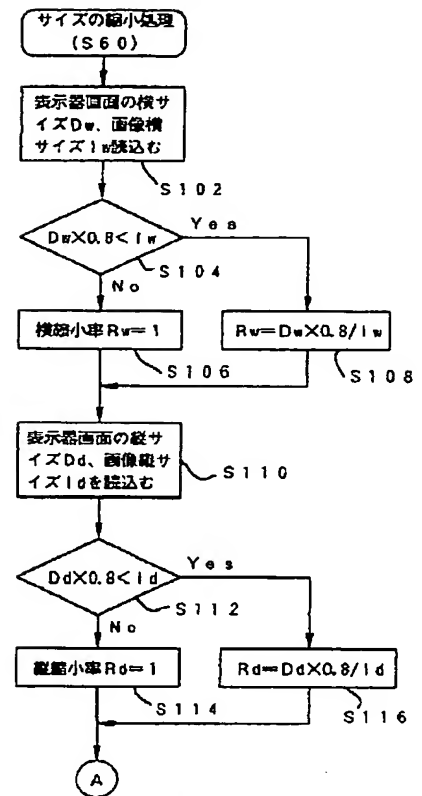 サイズの縮小処理
(S60)
表示器画面の横サ
イズDw、画像横
サイズIw読込む
S102
Dw×0.8<Iw
Yes
S104
No
横縮小率Rw=1
Rw=Dw×0.8/Iw
S106
S108
表示器画面の縦サ
イズDd、画像縦サ
イズIdを読込む
S110
Dd×0.8<Id
Yes
S112
No
縦縮小率Rd=1
Rd=Dd×0.8/Id
S114
S116
A